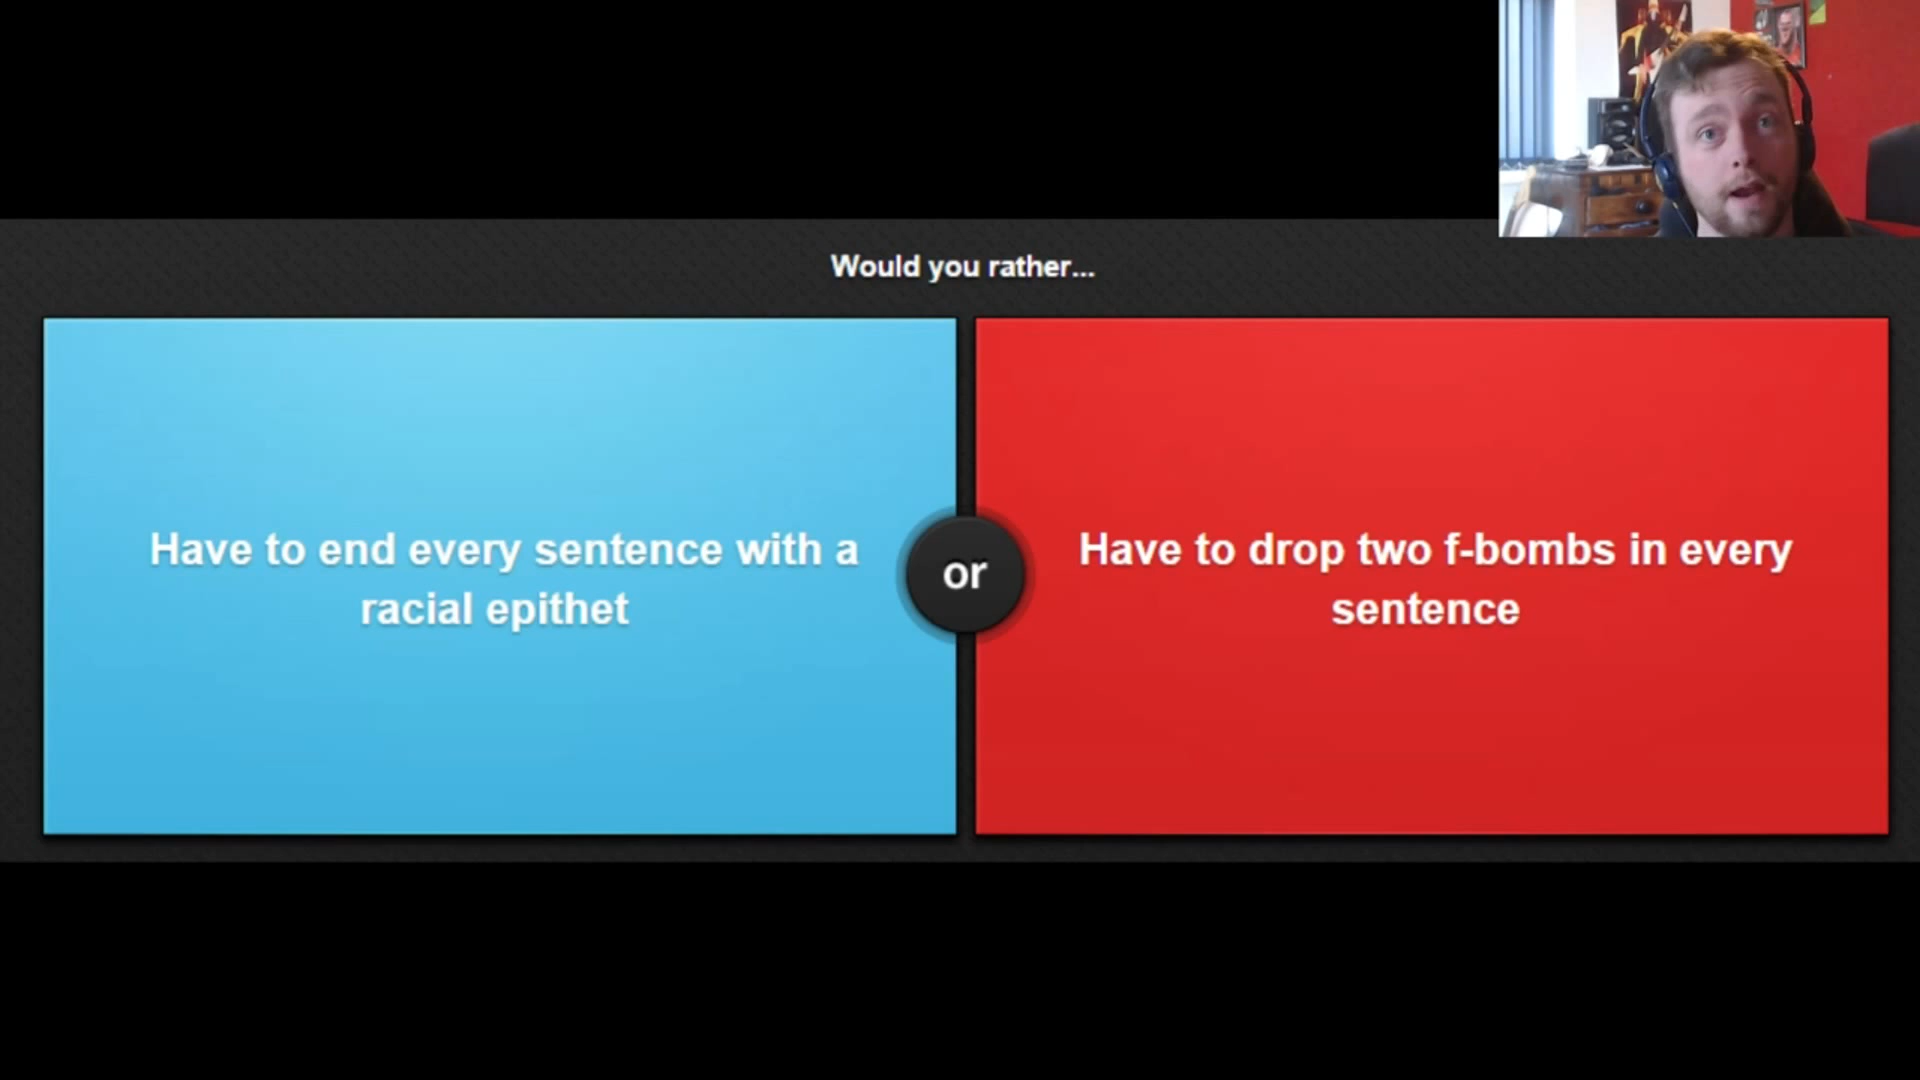 Would you rather...
Have to end every sentence with a
racial epithet
or
Have to drop two f-bombs in every
sentence